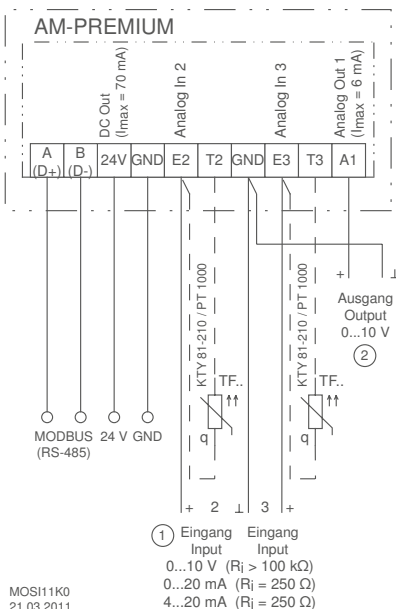 AM-PREMIUM
DC Out
(Imax = 70 mA)
Analog In 2
Analog In 3
Analog Out 1
(Imax = 6 mA)
A
(D+)
B
(D-)
24V
GND
E2
T2
GND
E3
T3
A1
KTY 81-210 / PT 1000
KTY 81-210 / PT 1000
+
⊥
Ausgang
Output
0...10 V
2
TF..
TF..
q
q
MODBUS
(RS-485)
24 V
GND
+ 2 ⊥ 3 +
1 Eingang Eingang
Input Input
0...10 V (Ri > 100 kΩ)
0...20 mA (Ri = 250 Ω)
4...20 mA (Ri = 250 Ω)
MOSI11K0
21.03.2011